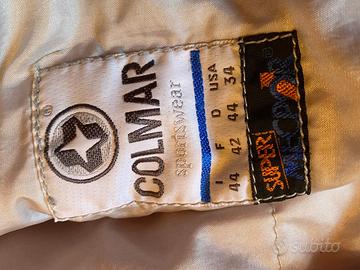 COLMAR
sportswear
I F D USA
44 42 44 34
SUPER
®
subito